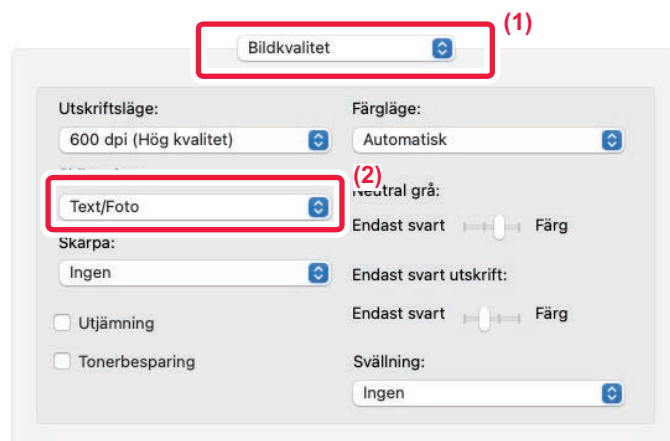 (1)
Bildkvalitet
Utskriftsläge:
600 dpi (Hög kvalitet)
Färgläge:
Automatisk
(2)
Text/Foto
Neutral grå:
Endast svart
Färg
Skärpa:
Ingen
Endast svart utskrift:
Endast svart
Färg
Utjämning
Tonerbesparing
Svällning:
Ingen